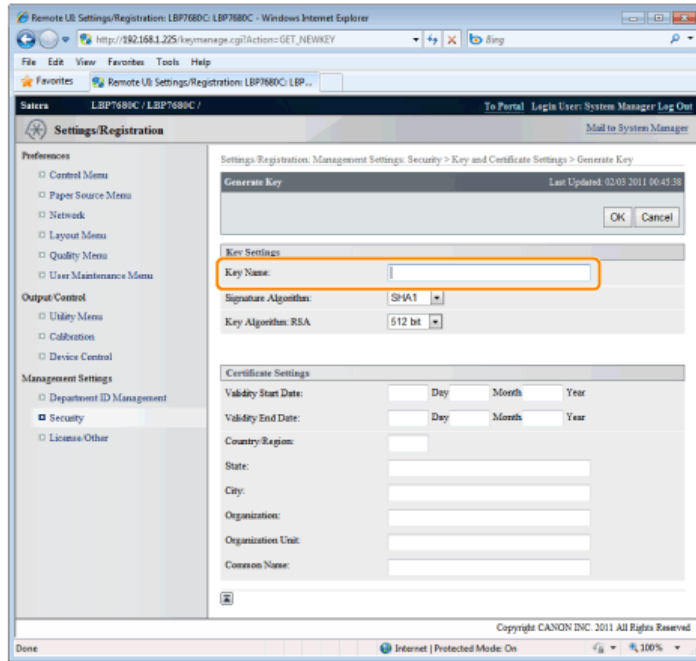 Remote UI: Settings/Registration: LBP7680C: LBP7680C - Windows Internet Explorer
http://192.168.1.225/keymanage.cgi?Action=GET_NEWKEY
Bing
File Edit View Favorites Tools Help
Favorites Remote UI: Settings/Registration: LBP7680C: LBP...
Satera LBP7680C / LBP7680C / To Portal Login User: System Manager Log Out
Settings/Registration Mail to System Manager
Preferences
Control Menu
Paper Source Menu
Network
Layout Menu
Quality Menu
User Maintenance Menu
Output/Control
Utility Menu
Calibration
Device Control
Management Settings
Department ID Management
Security
License/Other
Settings/Registration: Management Settings: Security > Key and Certificate Settings > Generate Key
Generate Key Last Updated: 02/03 2011 00:45:38
OK Cancel
Key Settings
Key Name:
Signature Algorithm: SHA1
Key Algorithm: RSA 512 bit
Certificate Settings
Validity Start Date: Day Month Year
Validity End Date: Day Month Year
Country/Region:
State:
City:
Organization:
Organization Unit:
Common Name:
Copyright CANON INC. 2011 All Rights Reserved
Done Internet | Protected Mode: On 100%